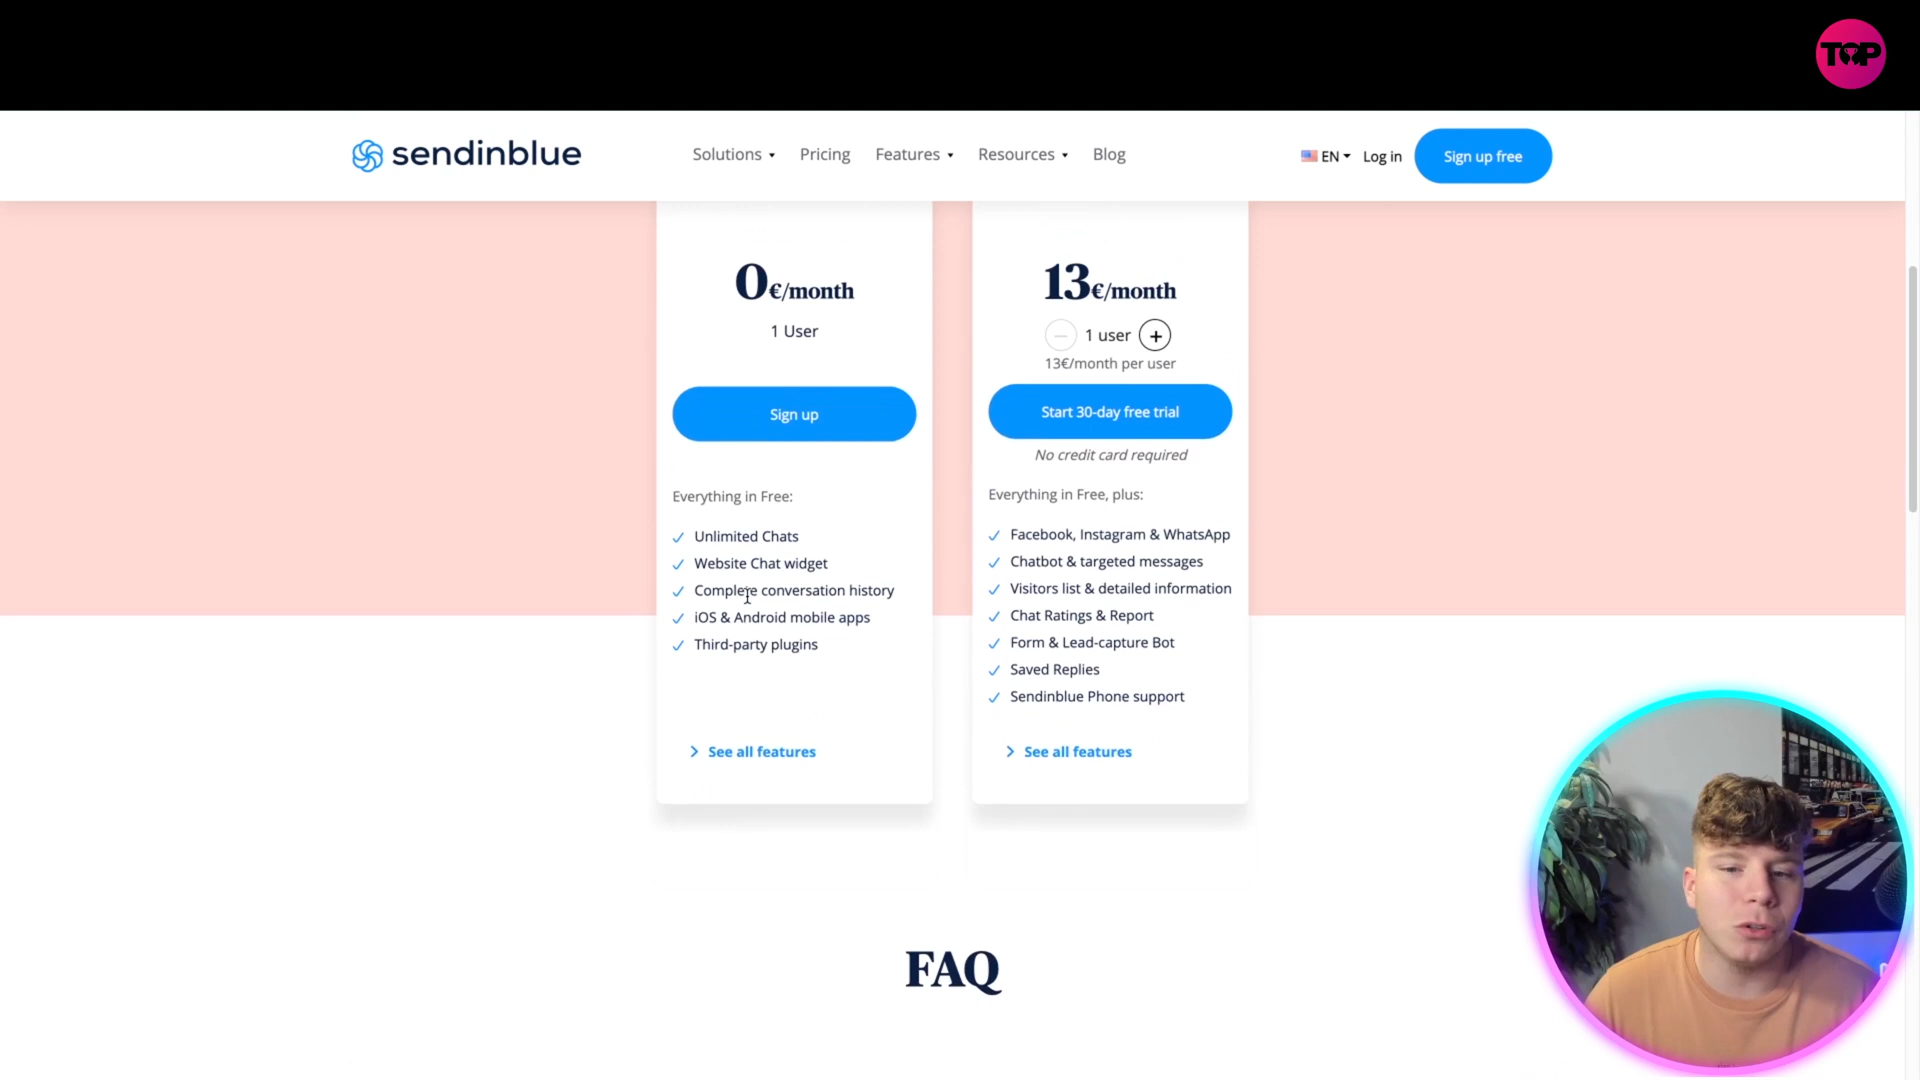 TOP
sendinblue
Solutions
Pricing
Features
Resources
Blog
EN
Log in
Sign up free
0€/month
1 User
Sign up
Everything in Free:
Unlimited Chats
Website Chat widget
Complete conversation history
iOS & Android mobile apps
Third-party plugins
See all features
13€/month
1 user
13€/month per user
Start 30-day free trial
No credit card required
Everything in Free, plus:
Facebook, Instagram & WhatsApp
Chatbot & targeted messages
Visitors list & detailed information
Chat Ratings & Report
Form & Lead-capture Bot
Saved Replies
Sendinblue Phone support
See all features
FAQ